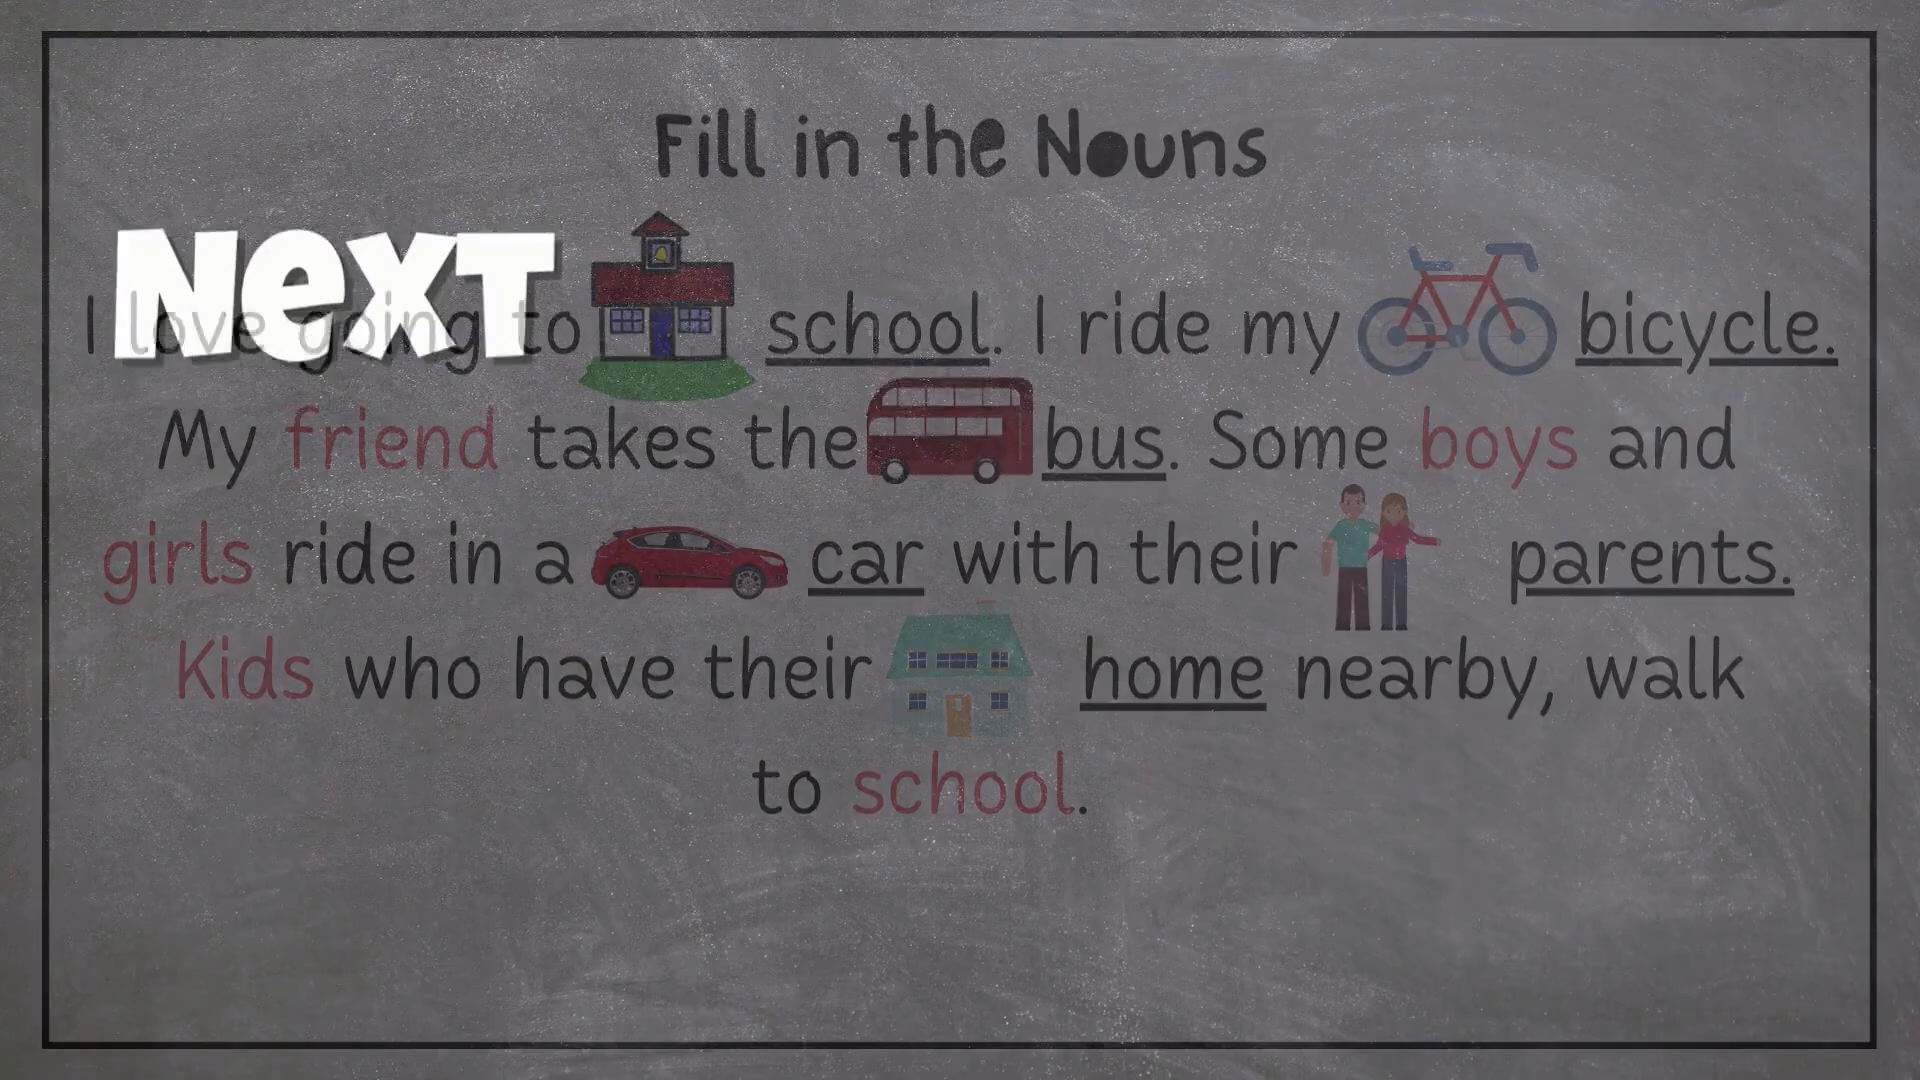 Fill in the Nouns
Next
I love going to school. I ride my bicycle.
My friend takes the bus. Some boys and
girls ride in a car with their parents.
Kids who have their home nearby, walk
to school.